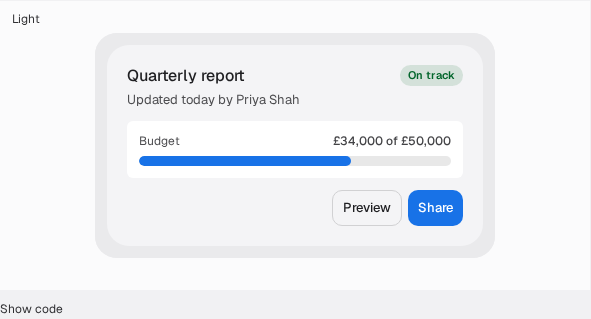 Light
Quarterly report
On track
Updated today by Priya Shah
Budget
£34,000 of £50,000
Preview
Share
Show code